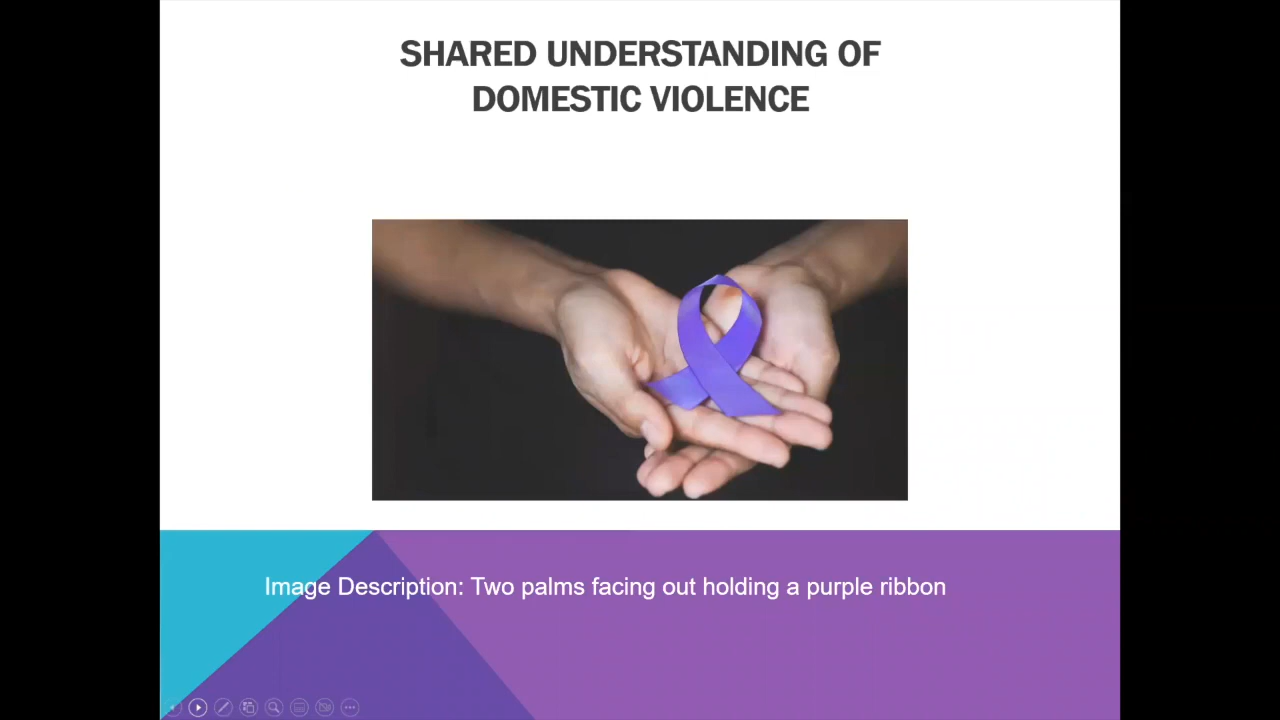 SHARED UNDERSTANDING OF
DOMESTIC VIOLENCE
Image Description: Two palms facing out holding a purple ribbon